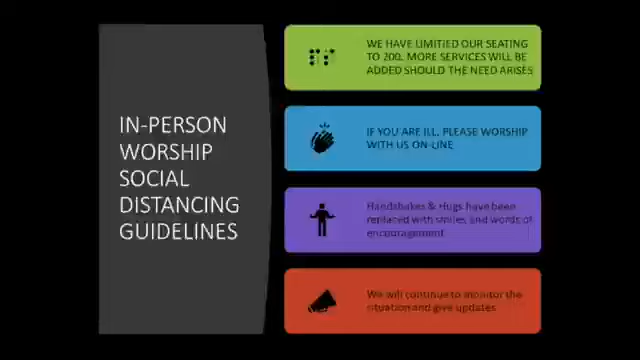 IN-PERSON
WORSHIP
SOCIAL
DISTANCING
GUIDELINES
WE HAVE LIMITIED OUR SEATING
TO 200. MORE SERVICES WILL BE
ADDED SHOULD THE NEED ARISES
IF YOU ARE ILL, PLEASE WORSHIP
WITH US ON-LINE
Handshakes & Hugs have been
replaced with smiles and words of
encouragement
We will continue to monitor the
situation and give updates